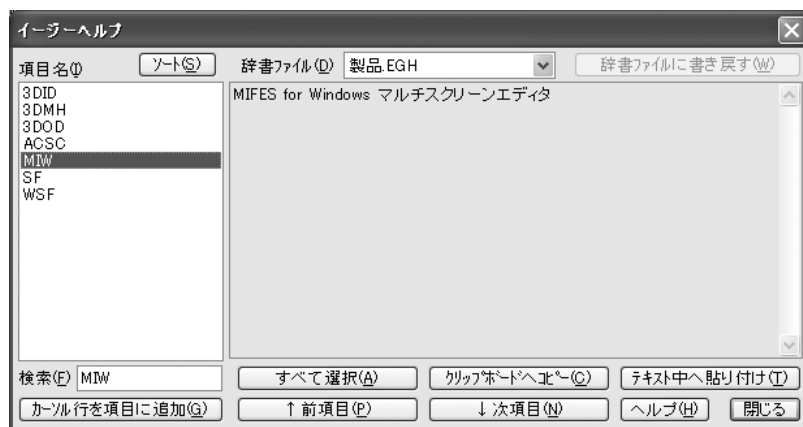 イージーヘルプ
項目名(I) ソート(S) 辞書ファイル(D) 製品.EGH 辞書ファイルに書き戻す(W)
3DID
3DMH
3DOD
ACSC
MIW
SF
WSF
MIFES for Windows マルチスクリーンエディタ
検索(F) MIW すべて選択(A) クリップボードへコピー(C) テキスト中へ貼り付け(T)
カーソル行を項目に追加(G) ↑前項目(P) ↓次項目(N) ヘルプ(H) 閉じる